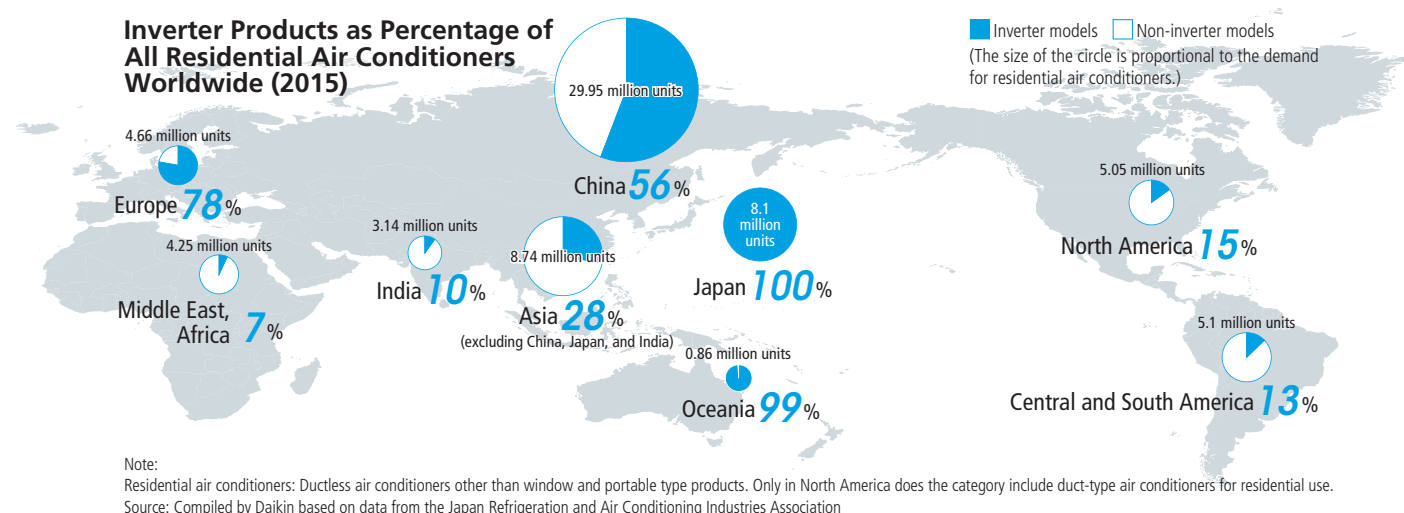 Inverter Products as Percentage of
All Residential Air Conditioners
Worldwide (2015)
Inverter models
Non-inverter models
(The size of the circle is proportional to the demand
for residential air conditioners.)
29.95 million units
China 56 %
4.66 million units
Europe 78 %
4.25 million units
Middle East,
Africa 7 %
3.14 million units
India 10 %
8.74 million units
Asia 28 %
(excluding China, Japan, and India)
8.1
million
units
Japan 100 %
0.86 million units
Oceania 99 %
5.05 million units
North America 15 %
5.1 million units
Central and South America 13 %
Note:
Residential air conditioners: Ductless air conditioners other than window and portable type products. Only in North America does the category include duct-type air conditioners for residential use.
Source: Compiled by Daikin based on data from the Japan Refrigeration and Air Conditioning Industries Association